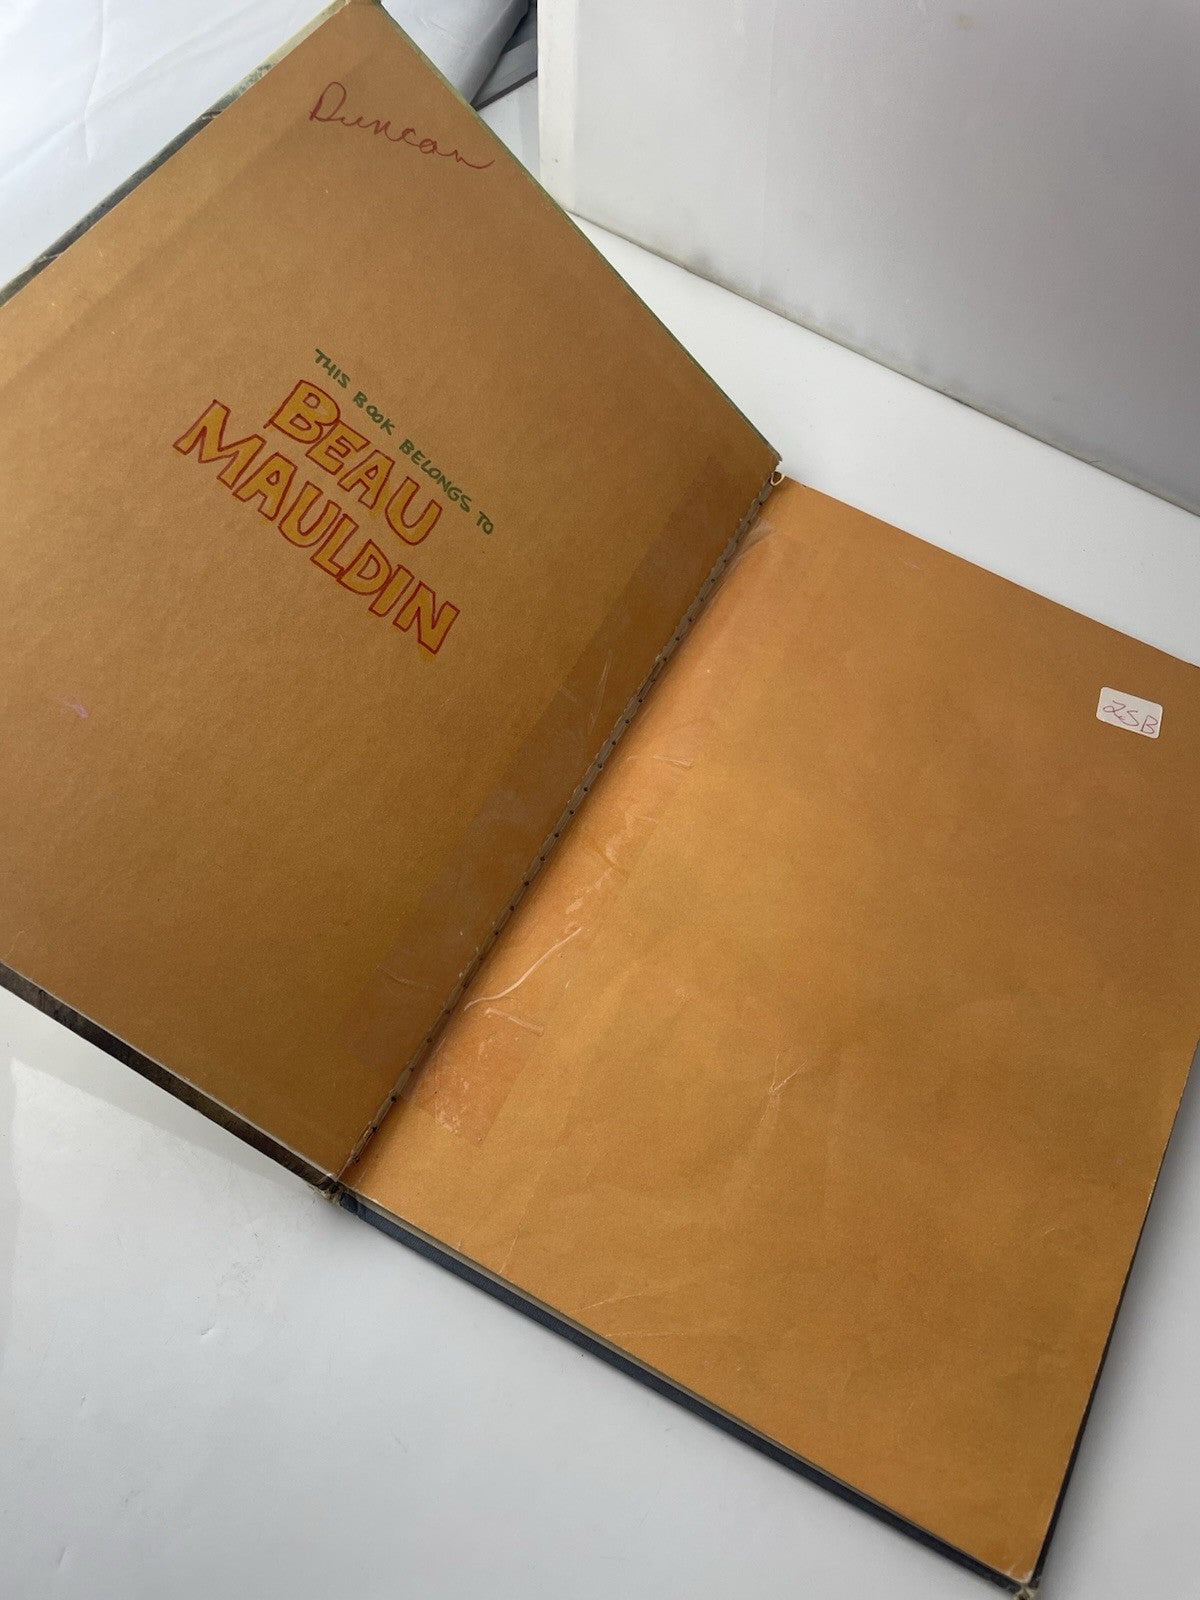 Duncan
THIS BOOK BELONGS TO
BEAU
MAULDIN
25B